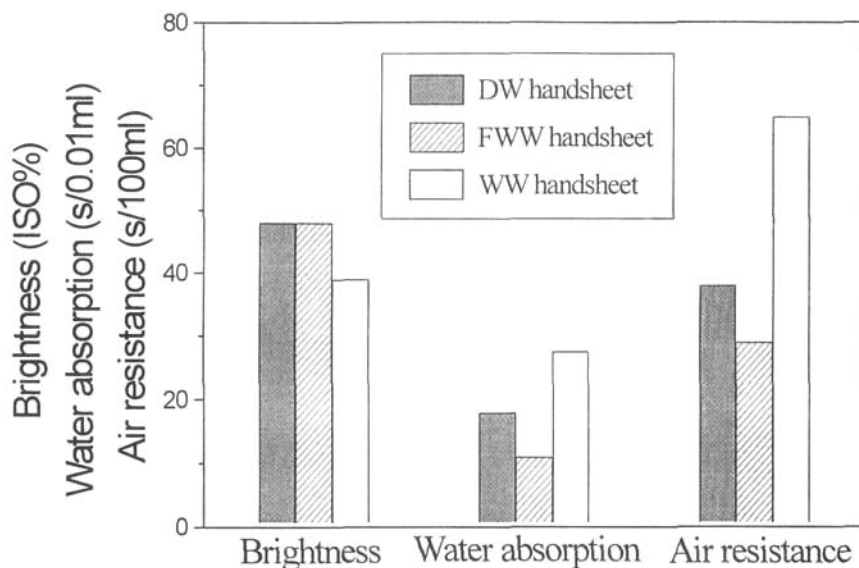 Brightness (ISO%)
Water absorption (s/0.01ml)
Air resistance (s/100ml)
80
60
40
20
0
DW handsheet
FWW handsheet
WW handsheet
Brightness Water absorption Air resistance